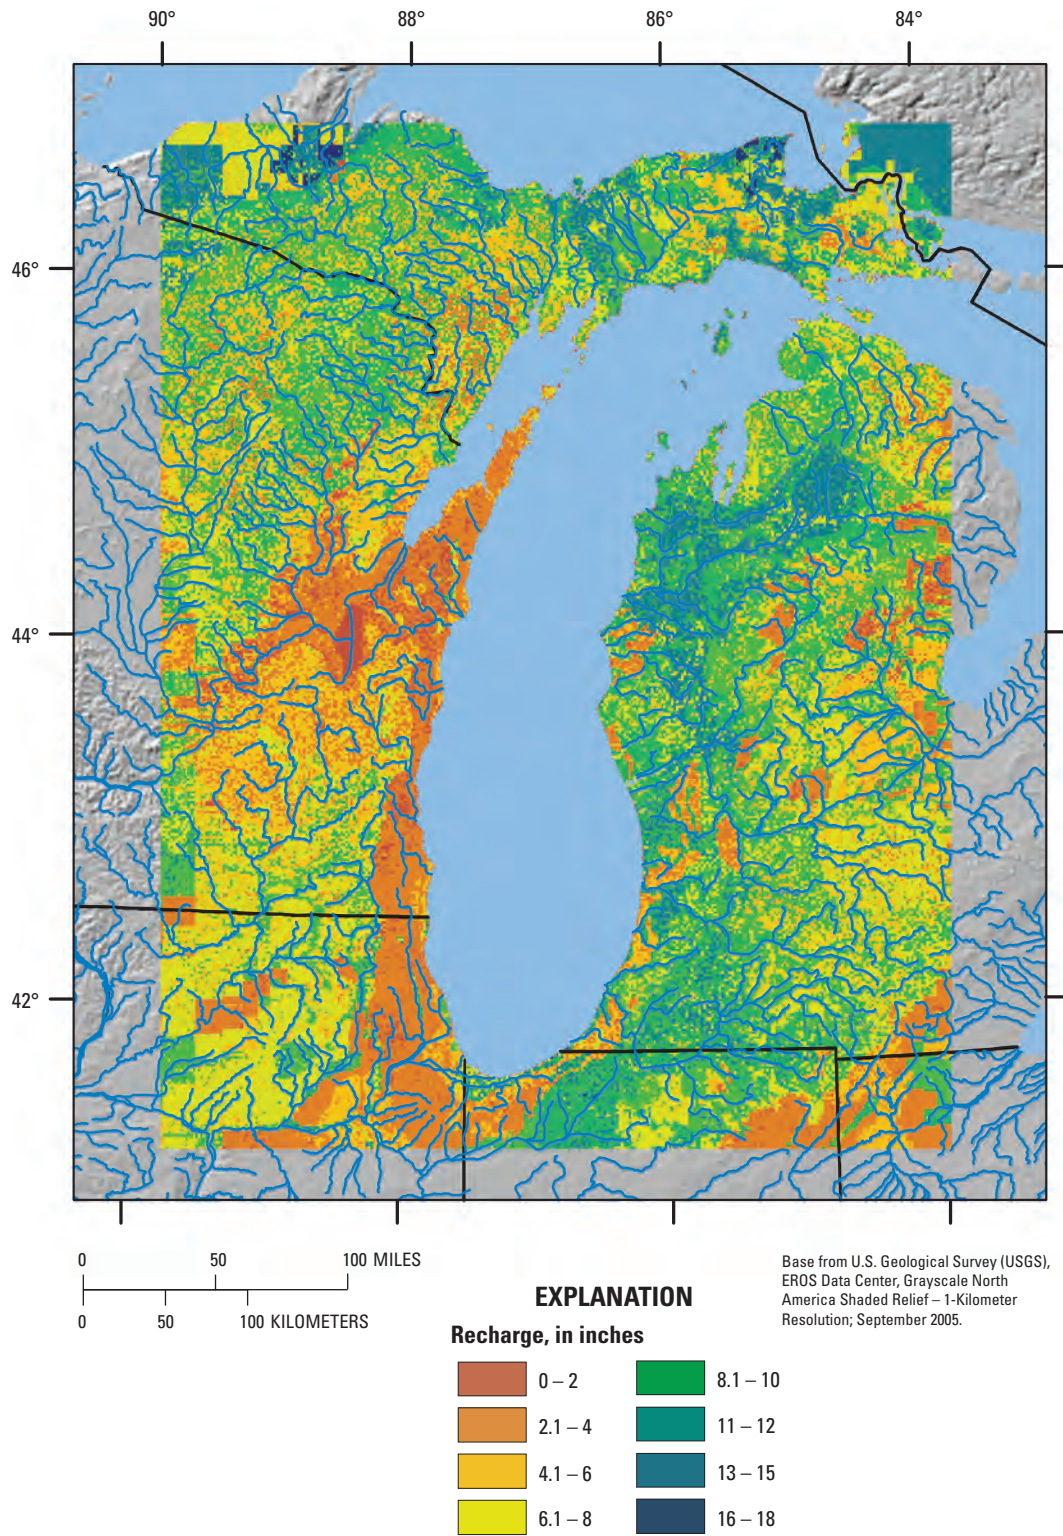 90° 88° 86° 84°
46°
44°
42°
0 50 100 MILES
0 50 100 KILOMETERS
Base from U.S. Geological Survey (USGS),
EROS Data Center, Grayscale North
America Shaded Relief – 1-Kilometer
Resolution; September 2005.
EXPLANATION
Recharge, in inches
0 – 2
2.1 – 4
4.1 – 6
6.1 – 8
8.1 – 10
11 – 12
13 – 15
16 – 18